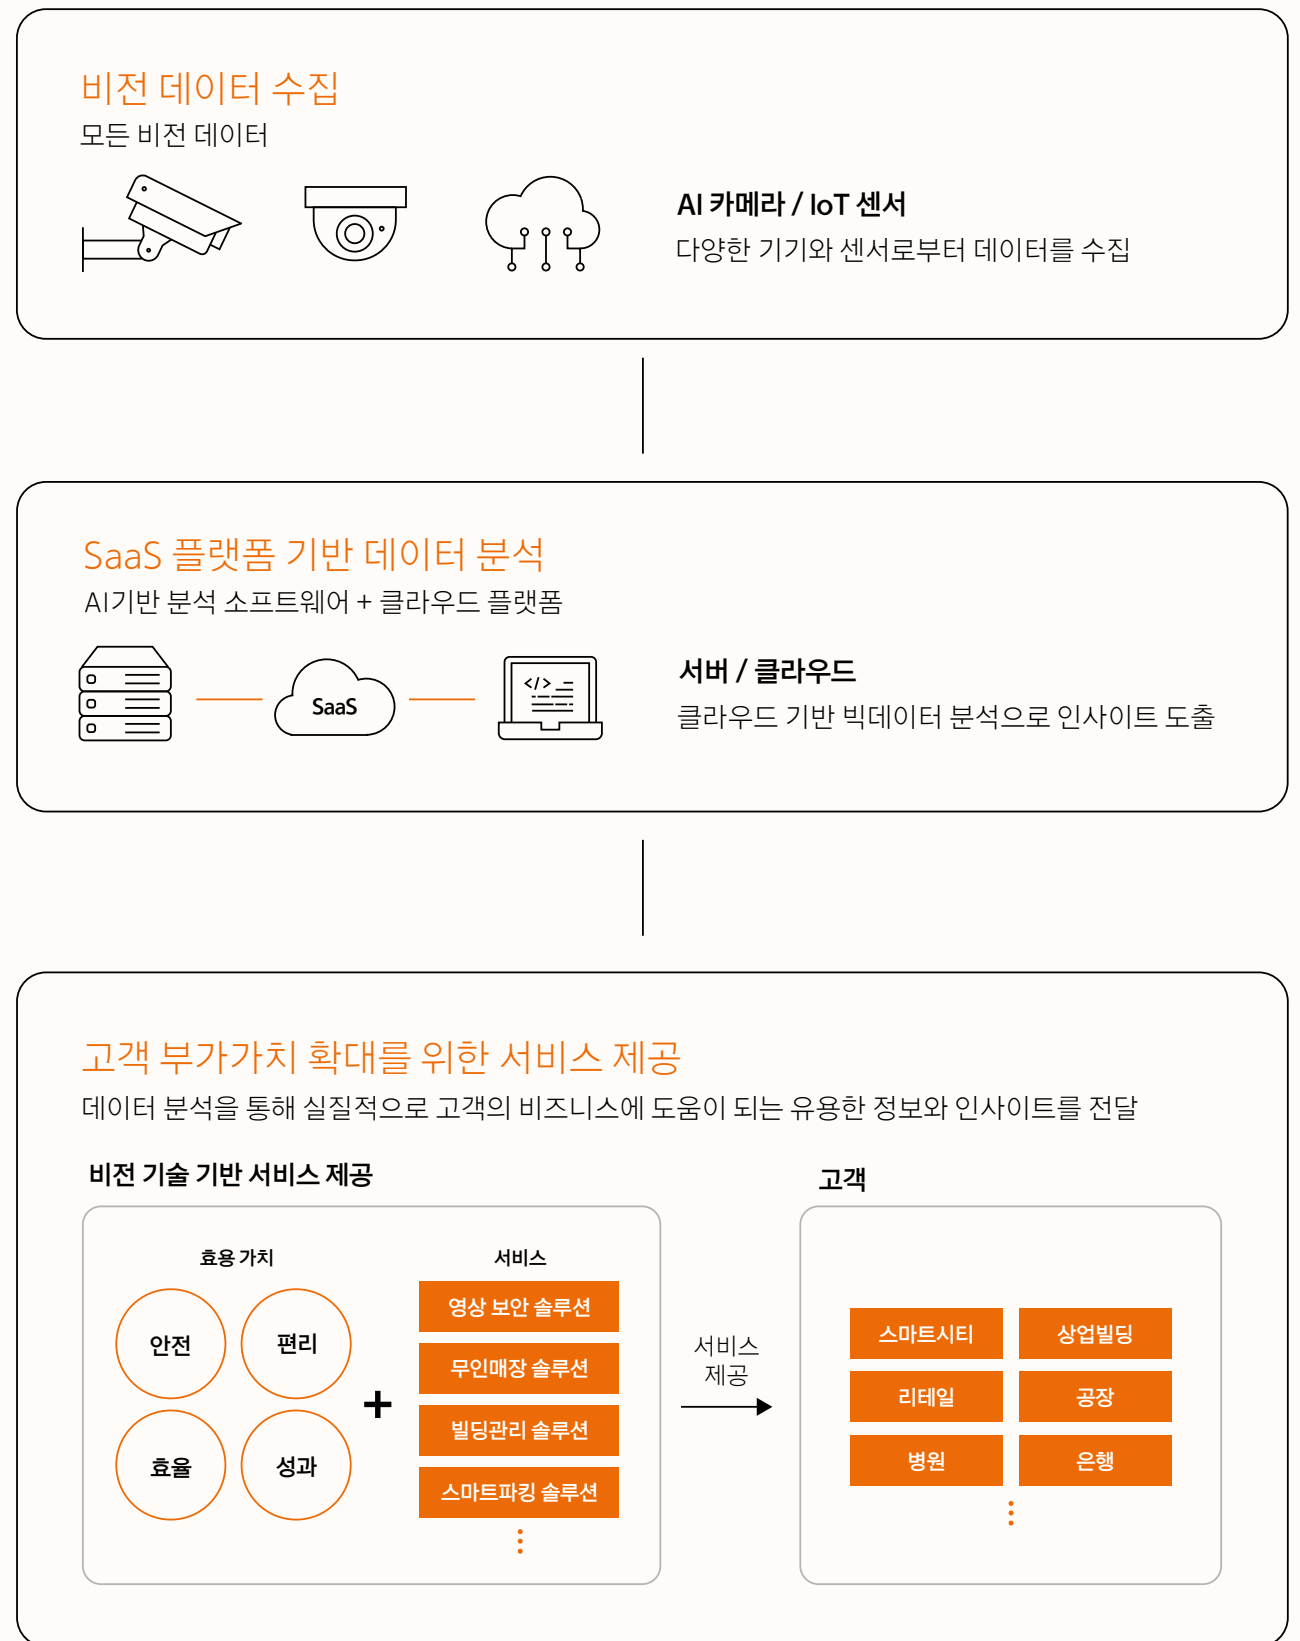 비전 데이터 수집
모든 비전 데이터
AI 카메라 / IoT 센서
다양한 기기와 센서로부터 데이터를 수집
SaaS 플랫폼 기반 데이터 분석
AI기반 분석 소프트웨어 + 클라우드 플랫폼
SaaS
</>
서버 / 클라우드
클라우드 기반 빅데이터 분석으로 인사이트 도출
고객 부가가치 확대를 위한 서비스 제공
데이터 분석을 통해 실질적으로 고객의 비즈니스에 도움이 되는 유용한 정보와 인사이트를 전달
비전 기술 기반 서비스 제공
효용 가치
안전
편리
효율
성과
+
서비스
영상 보안 솔루션
무인매장 솔루션
빌딩관리 솔루션
스마트파킹 솔루션
서비스
제공
고객
스마트시티
상업빌딩
리테일
공장
병원
은행